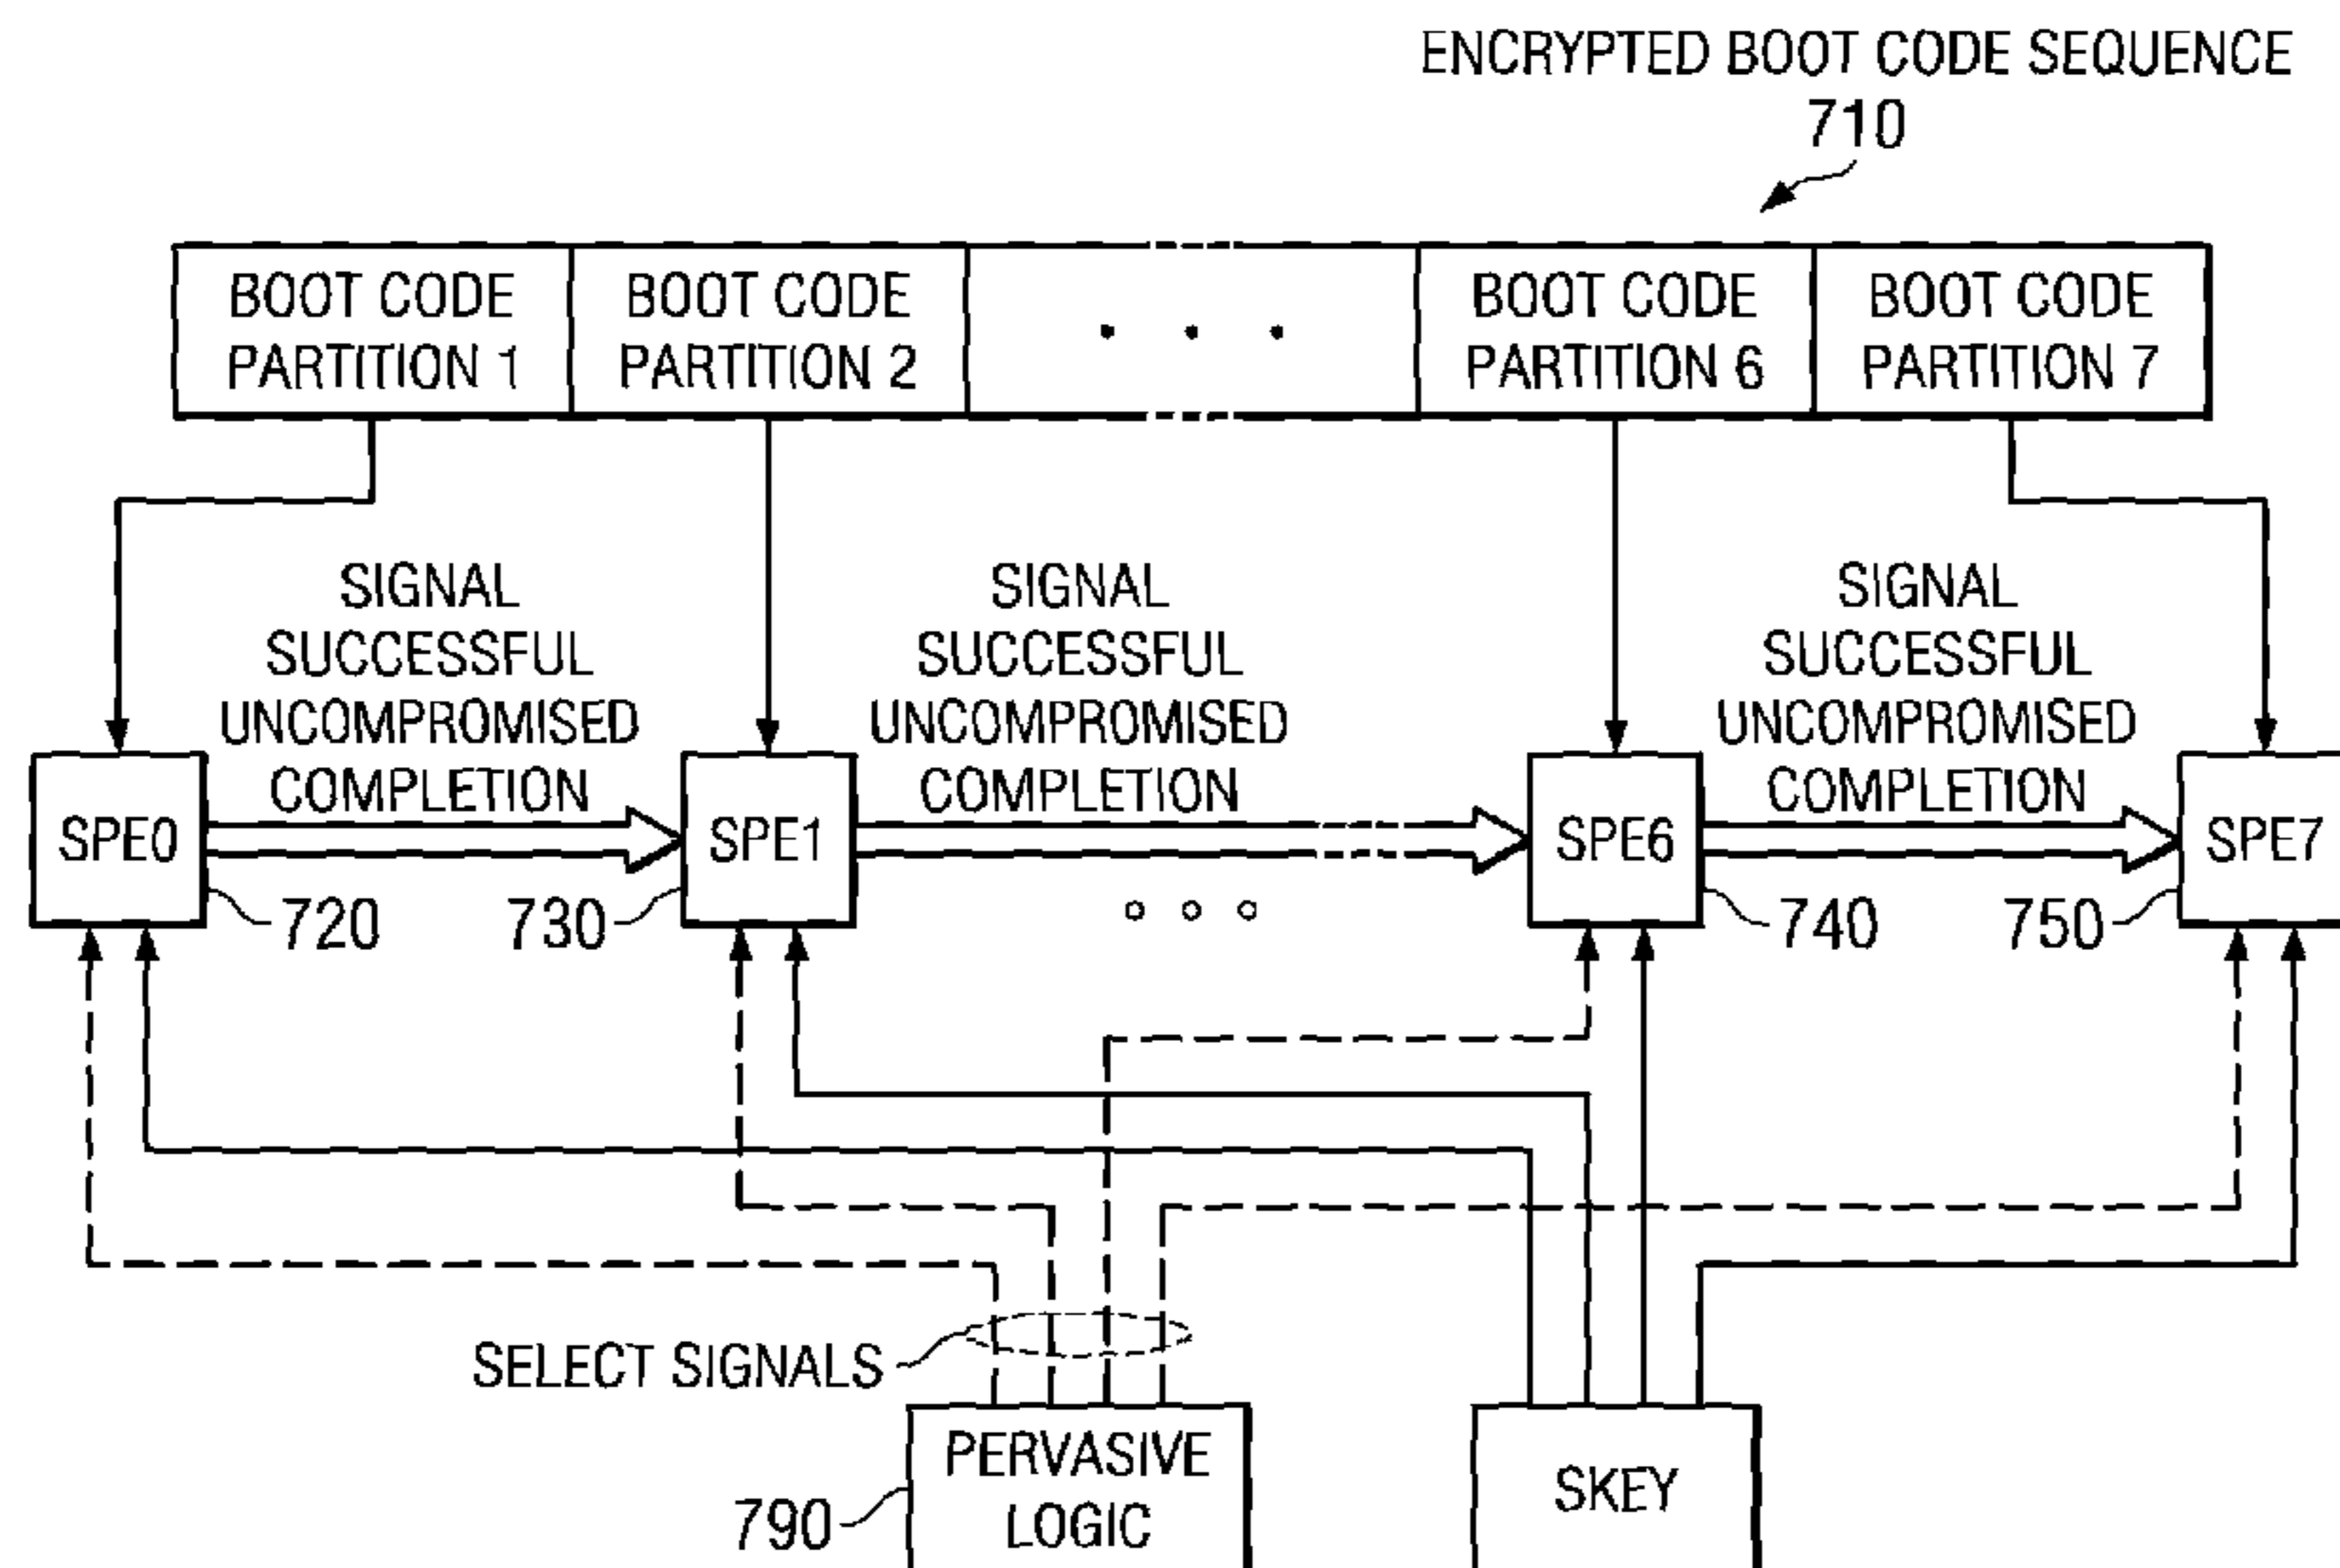 ENCRYPTED BOOT CODE SEQUENCE
710
BOOT CODE
PARTITION 1
BOOT CODE
PARTITION 2
. . .
BOOT CODE
PARTITION 6
BOOT CODE
PARTITION 7
SIGNAL
SUCCESSFUL
UNCOMPROMISED
COMPLETION
SIGNAL
SUCCESSFUL
UNCOMPROMISED
COMPLETION
SIGNAL
SUCCESSFUL
UNCOMPROMISED
COMPLETION
SPE0
SPE1
SPE6
SPE7
720
730
740
750
SELECT SIGNALS
PERVASIVE
LOGIC
790
SKEY